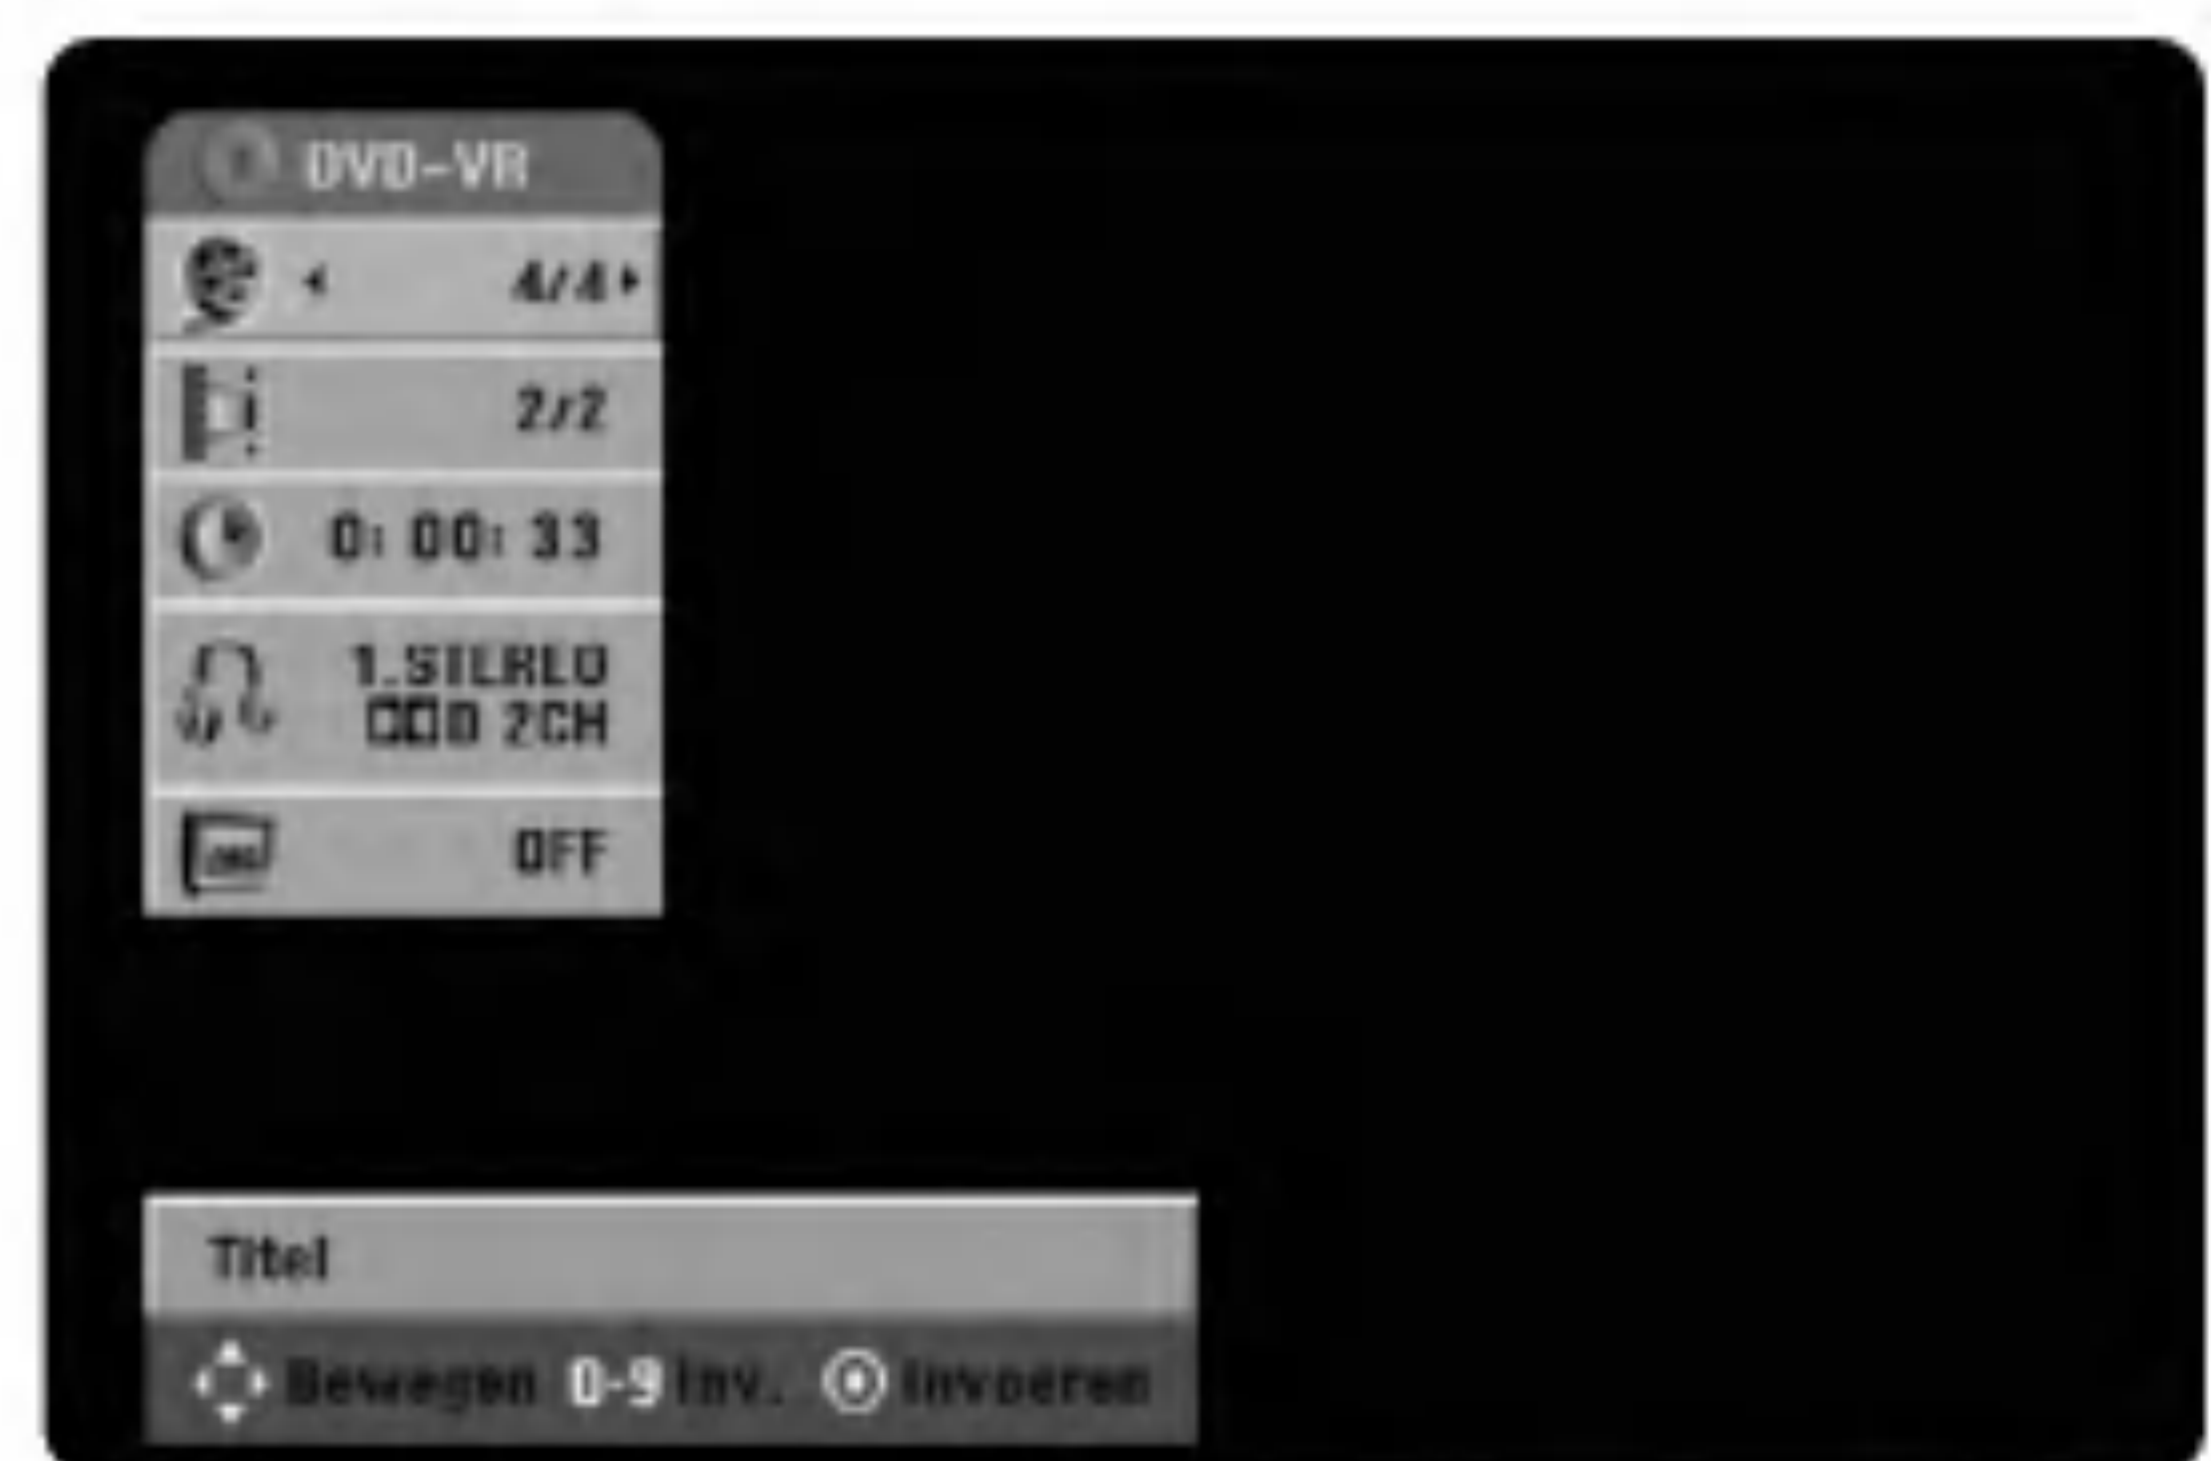 DVD-VR
4/4
2/2
0: 00: 33
1.STEREO
D 2CH
OFF
Titel
Bewegen 0-9 Inv. Invoeren